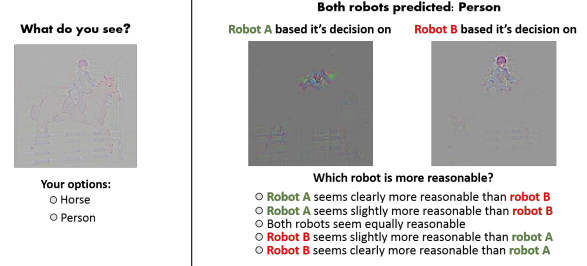 What do you see?
Your options:
Horse
Person
Both robots predicted: Person
Robot A based it's decision on
Robot B based it's decision on
Which robot is more reasonable?
Robot A seems clearly more reasonable than robot B
Robot A seems slightly more reasonable than robot B
Both robots seem equally reasonable
Robot B seems slightly more reasonable than robot A
Robot B seems clearly more reasonable than robot A